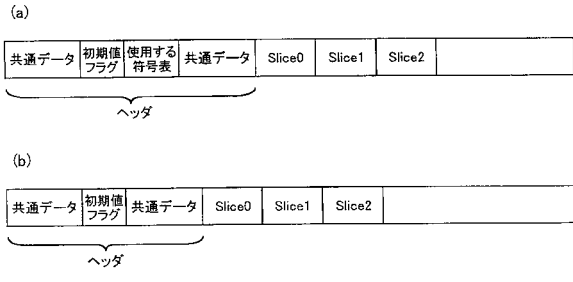 (a)
共通データ 初期値フラグ 使用する符号表 共通データ Slice0 Slice1 Slice2
ヘッダ
(b)
共通データ 初期値フラグ 共通データ Slice0 Slice1 Slice2
ヘッダ